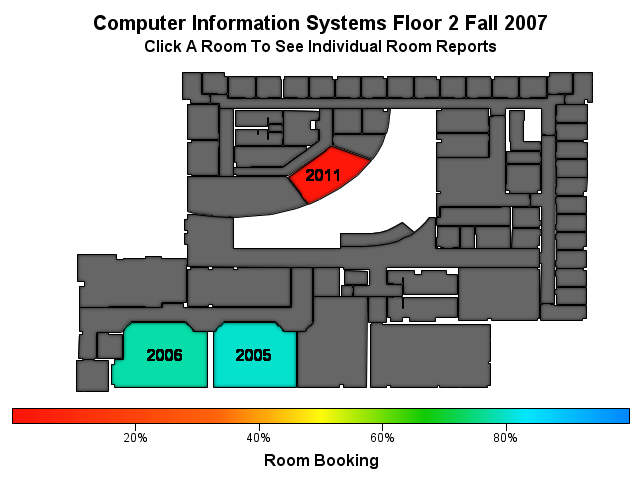 Computer Information Systems Floor 2 Fall 2007
Click A Room To See Individual Room Reports
2011
2006 2005
20% 40% 60% 80%
Room Booking